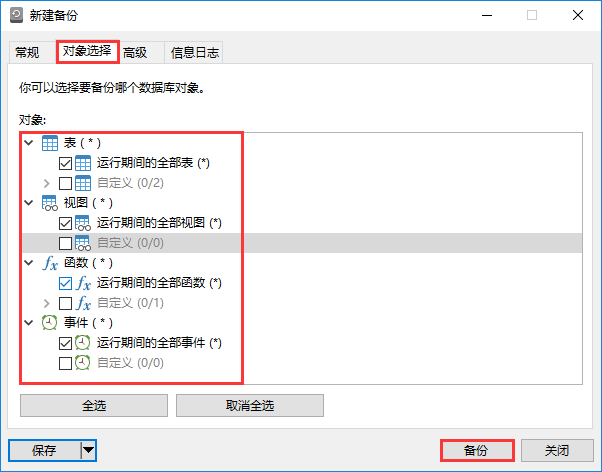 新建备份
常规 对象选择 高级 信息日志
你可以选择要备份哪个数据库对象。
对象:
表 ( * )
运行期间的全部表 (*)
自定义 (0/2)
视图 ( * )
运行期间的全部视图 (*)
自定义 (0/0)
函数 ( * )
运行期间的全部函数 (*)
自定义 (0/1)
事件 ( * )
运行期间的全部事件 (*)
自定义 (0/0)
全选 取消全选
保存 备份 关闭